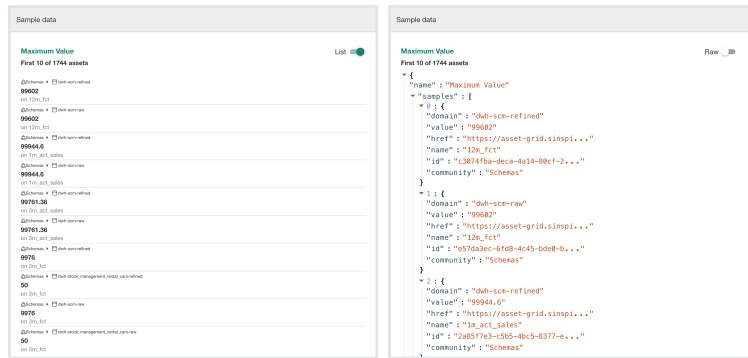 Sample data
Maximum Value
List
First 10 of 1744 assets
Schemas dwh-scm-refined
99602
on 12m_fct
Schemas dwh-scm-raw
99602
on 12m_fct
Schemas dwh-scm-refined
99944.6
on 1m_act_sales
Schemas dwh-scm-raw
99944.6
on 1m_act_sales
Schemas dwh-scm-refined
99761.36
on 3m_act_sales
Schemas dwh-scm-raw
99761.36
on 3m_act_sales
Schemas dwh-scm-refined
9976
on 3m_fct
Schemas dwh-stock_management_rental_cars-refined
50
on 3m_fct
Schemas dwh-scm-raw
9976
on 3m_fct
Schemas dwh-stock_management_rental_cars-raw
50
on 3m_fct
Sample data
Maximum Value
Raw
First 10 of 1744 assets
{
"name" : "Maximum Value"
"samples" : [
0 : {
"domain" : "dwh-scm-refined"
"value" : "99602"
"href" : "https://asset-grid.sinspi..."
"name" : "12m_fct"
"id" : "c3074fba-deca-4a14-80cf-2..."
"community" : "Schemas"
}
1 : {
"domain" : "dwh-scm-raw"
"value" : "99602"
"href" : "https://asset-grid.sinspi..."
"name" : "12m_fct"
"id" : "e57da3ec-6fd8-4c45-bde0-b..."
"community" : "Schemas"
}
2 : {
"domain" : "dwh-scm-refined"
"value" : "99944.6"
"href" : "https://asset-grid.sinspi..."
"name" : "1m_act_sales"
"id" : "2a85f7e3-c5b5-4bc5-8377-e..."
"community" : "Schemas"
}